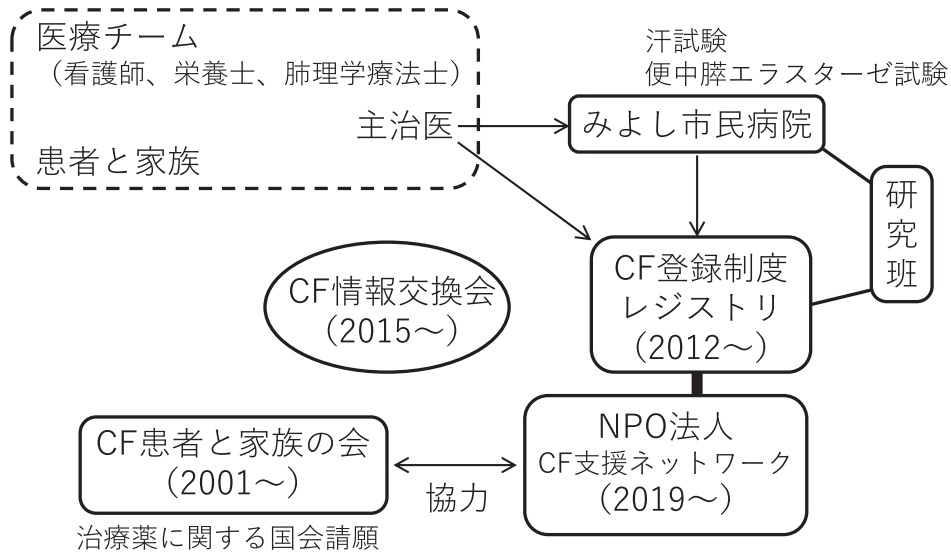 医療チーム
（看護師、栄養士、肺理学療法士）
主治医
患者と家族
汗試験
便中膵エラスターゼ試験
みよし市民病院
研究班
CF登録制度
レジストリ
(2012～)
CF情報交換会
(2015～)
NPO法人
CF支援ネットワーク
(2019～)
CF患者と家族の会
(2001～)
協力
治療薬に関する国会請願